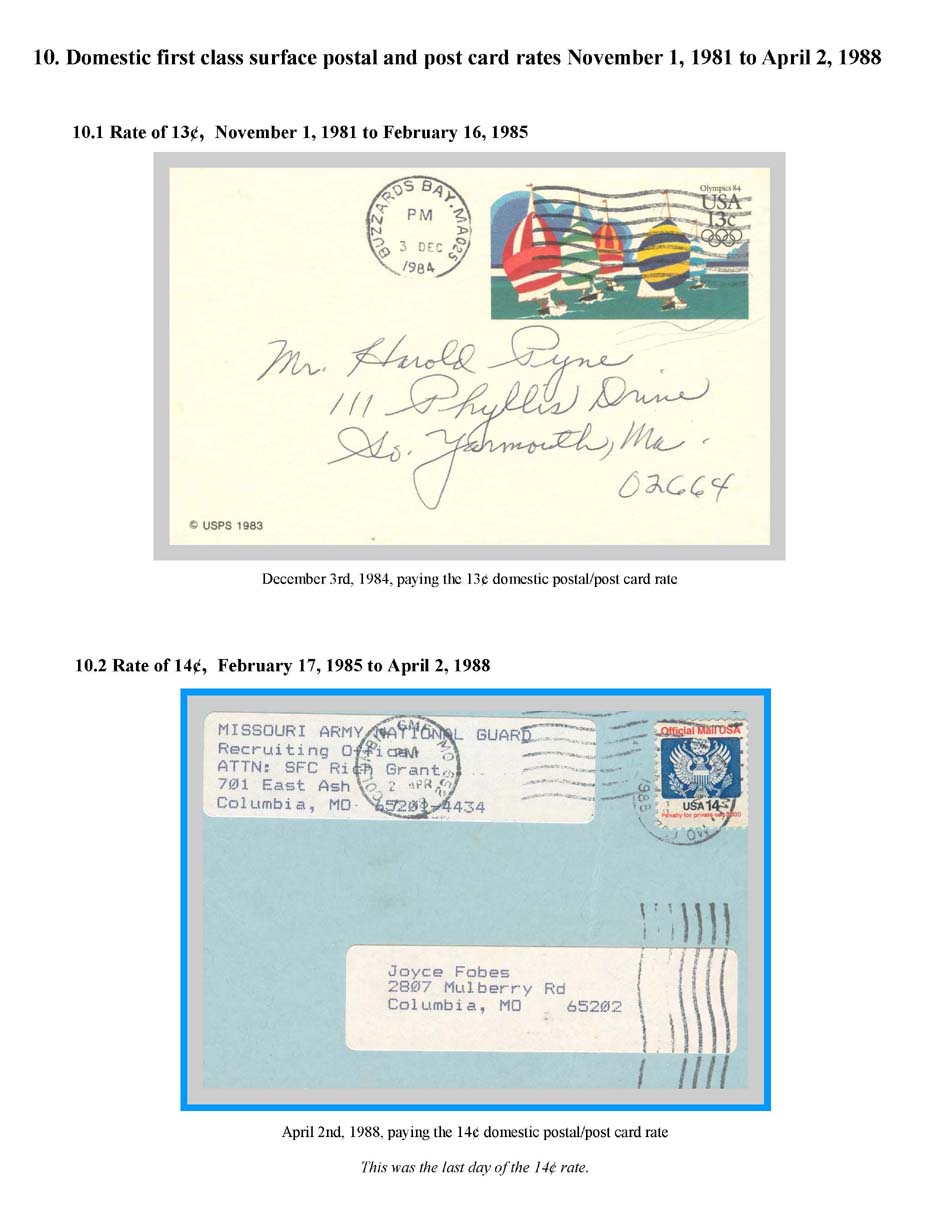 10. Domestic first class surface postal and post card rates November 1, 1981 to April 2, 1988
10.1 Rate of 13¢, November 1, 1981 to February 16, 1985
BUZZARDS BAY, MA 025
PM
3 DEC
1984
Olympics 84
USA
13c
Mr. Harold Pyne
111 Phyllis Drive
So. Yarmouth, Ma.
02664
© USPS 1983
December 3rd, 1984, paying the 13¢ domestic postal/post card rate
10.2 Rate of 14¢, February 17, 1985 to April 2, 1988
MISSOURI ARMY NATIONAL GUARD
Recruiting Office
ATTN: SFC Rich Grant
701 East Ash
Columbia, MO 65201-4434
PM
2 APR
Official Mail USA
USA 14
Penalty for private use $300
1988
MO
Joyce Fobes
2807 Mulberry Rd
Columbia, MO 65202
April 2nd, 1988, paying the 14¢ domestic postal/post card rate
This was the last day of the 14¢ rate.